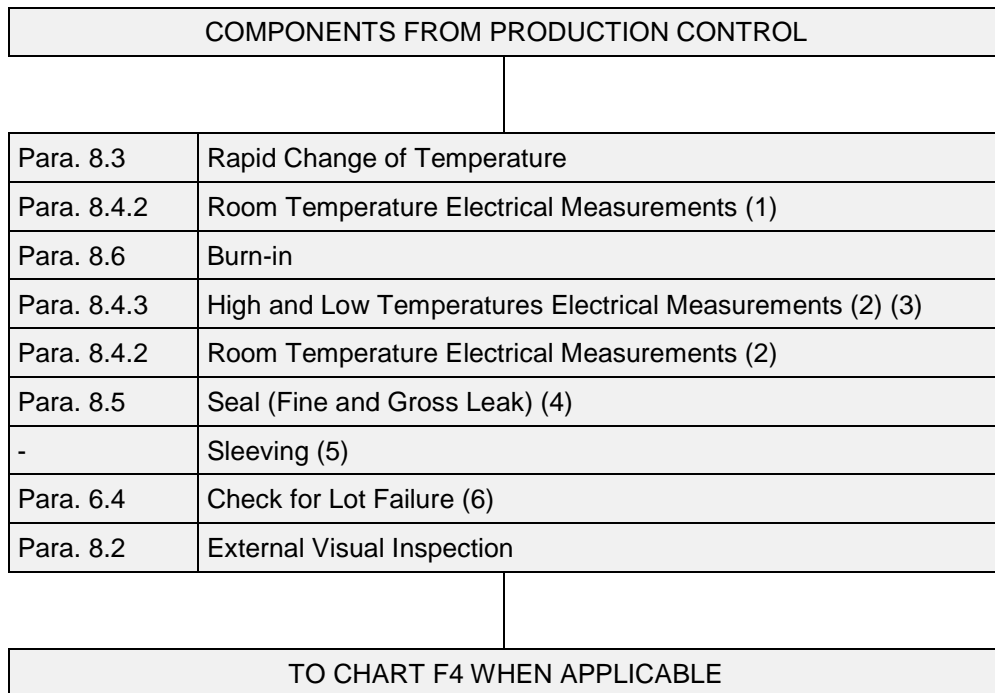 COMPONENTS FROM PRODUCTION CONTROL
Para. 8.3 Rapid Change of Temperature
Para. 8.4.2 Room Temperature Electrical Measurements (1)
Para. 8.6 Burn-in
Para. 8.4.3 High and Low Temperatures Electrical Measurements (2) (3)
Para. 8.4.2 Room Temperature Electrical Measurements (2)
Para. 8.5 Seal (Fine and Gross Leak) (4)
- Sleeving (5)
Para. 6.4 Check for Lot Failure (6)
Para. 8.2 External Visual Inspection
TO CHART F4 WHEN APPLICABLE